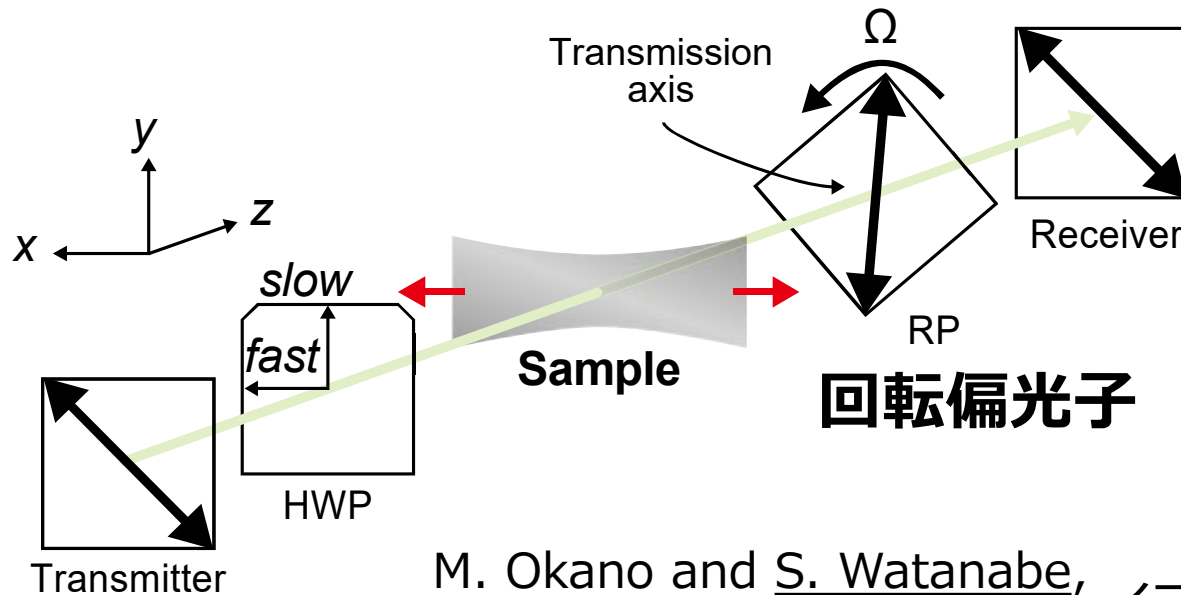 Ω
Transmission
axis
y
z
x
Receiver
slow
RP
fast
Sample
回転偏光子
HWP
M. Okano and S. Watanabe,
Transmitter